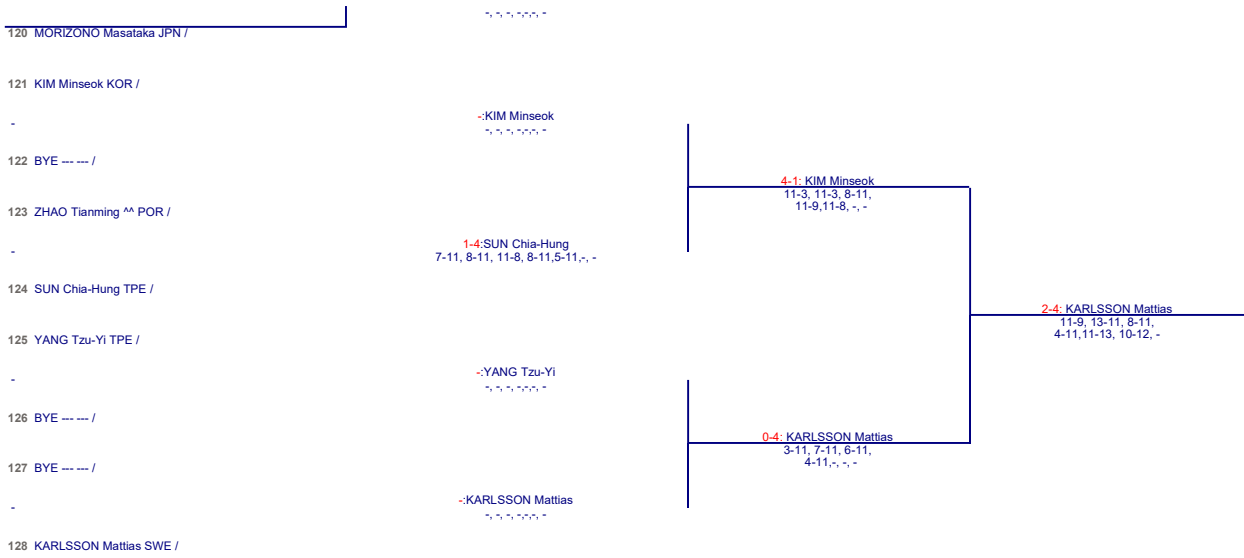 -, -, -, -,-,-, -
120 MORIZONO Masataka JPN /
121 KIM Minseok KOR /
-
-:KIM Minseok
-, -, -, -,-,-, -
122 BYE --- --- /
4-1: KIM Minseok
11-3, 11-3, 8-11,
11-9,11-8, -, -
123 ZHAO Tianming ^^ POR /
-
1-4:SUN Chia-Hung
7-11, 8-11, 11-8, 8-11,5-11,-, -
124 SUN Chia-Hung TPE /
2-4: KARLSSON Mattias
11-9, 13-11, 8-11,
4-11,11-13, 10-12, -
125 YANG Tzu-Yi TPE /
-
-:YANG Tzu-Yi
-, -, -, -,-,-, -
126 BYE --- --- /
0-4: KARLSSON Mattias
3-11, 7-11, 6-11,
4-11,-, -, -
127 BYE --- --- /
-
-:KARLSSON Mattias
-, -, -, -,-,-, -
128 KARLSSON Mattias SWE /